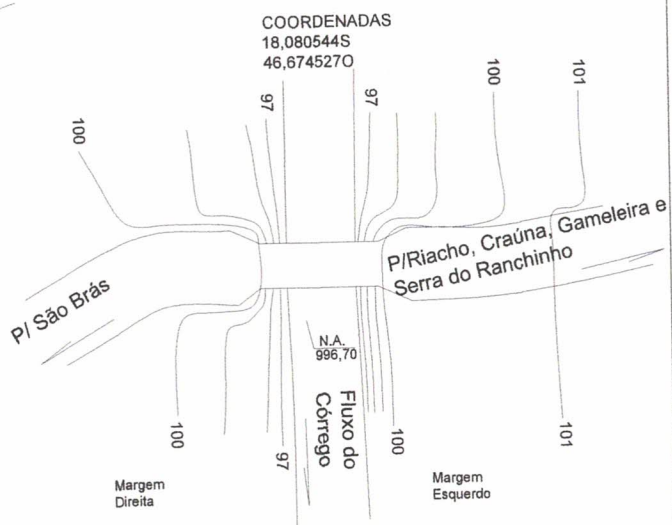 COORDENADAS
18,080544S
46,674527O
97
97
100
101
100
P/Riacho, Craúna, Gameleira e
Serra do Ranchinho
P/ São Brás
N.A.
996,70
Fluxo do
Córrego
100
97
100
101
Margem
Direita
Margem
Esquerdo